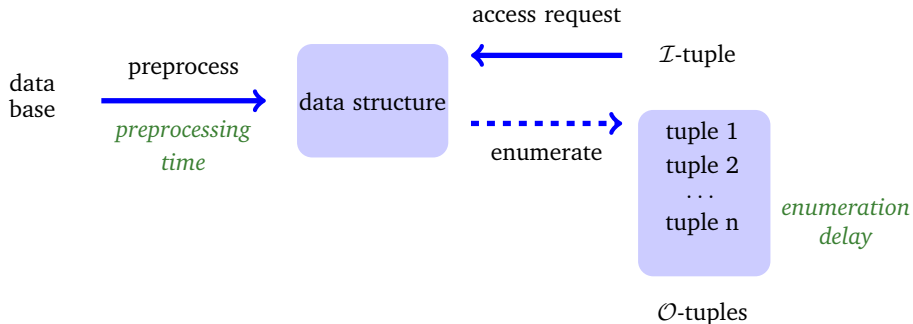 access request
𝓘-tuple
data
base
preprocess
data structure
preprocessing
time
enumerate
tuple 1
tuple 2
...
tuple n
enumeration
delay
𝓞-tuples